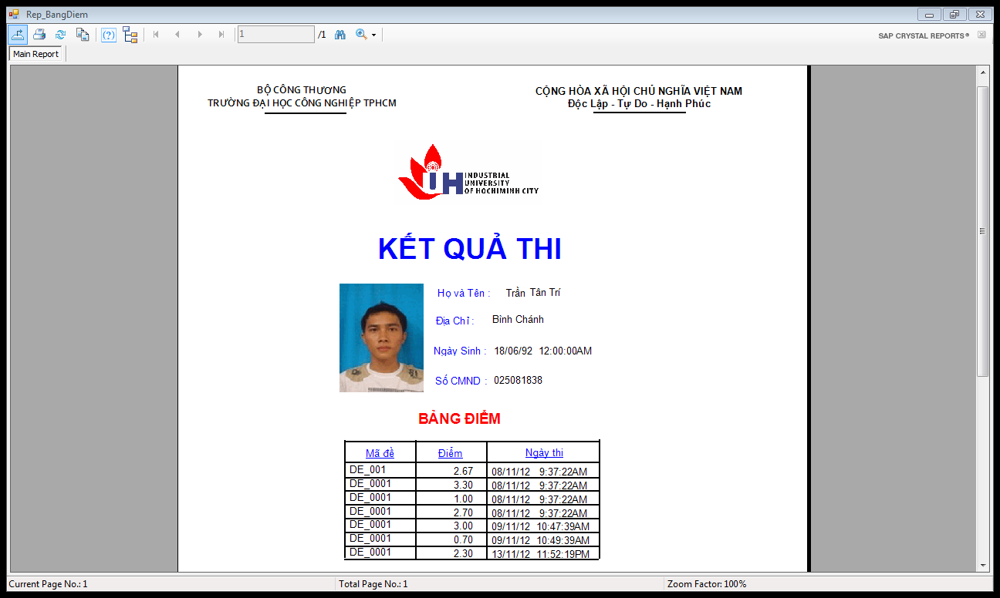 Rep_BangDiem
1 /1
SAP CRYSTAL REPORTS®
Main Report
BỘ CÔNG THƯƠNG
TRƯỜNG ĐẠI HỌC CÔNG NGHIỆP TPHCM
CỘNG HÒA XÃ HỘI CHỦ NGHĨA VIỆT NAM
Độc Lập - Tự Do - Hạnh Phúc
IUH INDUSTRIAL
UNIVERSITY
OF HOCHIMINH CITY
KẾT QUẢ THI
Họ và Tên : Trần Tân Trí
Địa Chỉ : Bình Chánh
Ngày Sinh : 18/06/92 12:00:00AM
Số CMND : 025081838
BẢNG ĐIỂM
Mã đề Điểm Ngày thi
DE_001 2.67 08/11/12 9:37:22AM
DE_0001 3.30 08/11/12 9:37:22AM
DE_0001 1.00 08/11/12 9:37:22AM
DE_0001 2.70 08/11/12 9:37:22AM
DE_0001 3.00 09/11/12 10:47:39AM
DE_0001 0.70 09/11/12 10:49:39AM
DE_0001 2.30 13/11/12 11:52:19PM
Current Page No.: 1 Total Page No.: 1 Zoom Factor: 100%